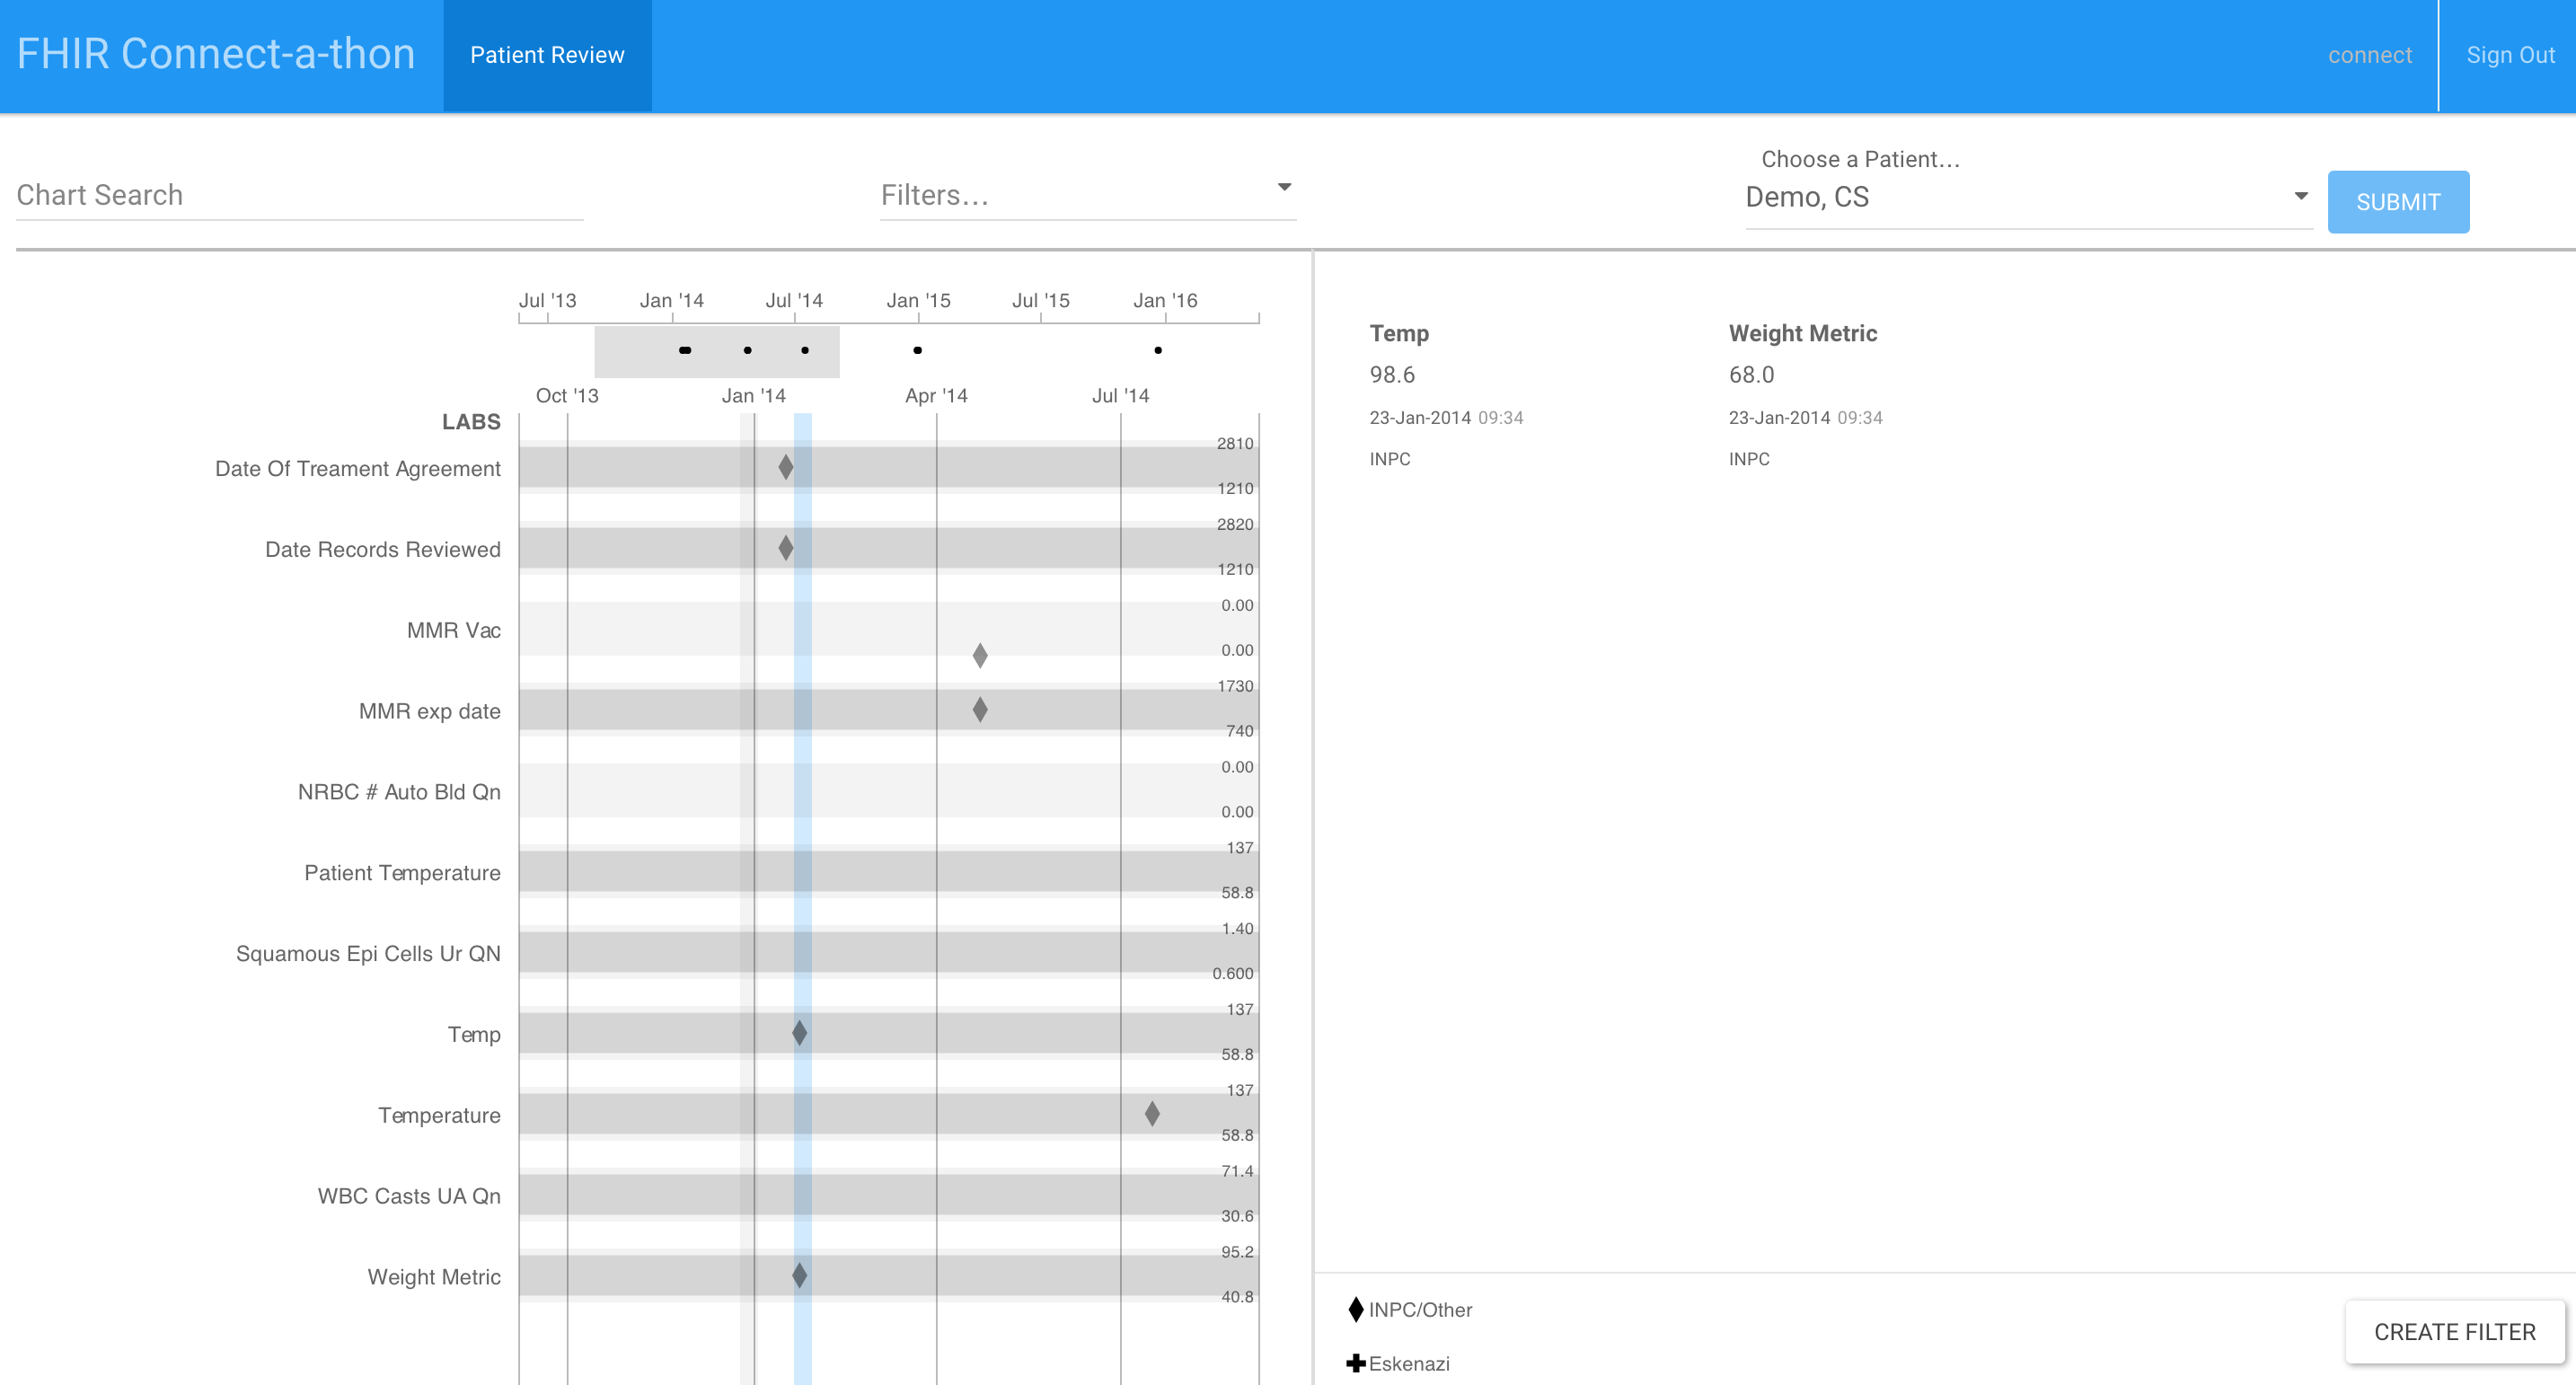 FHIR Connect-a-thon
Patient Review
connect
Sign Out
Chart Search
Filters...
Choose a Patient...
Demo, CS
SUBMIT
Jul '13 Jan '14 Jul '14 Jan '15 Jul '15 Jan '16
Oct '13 Jan '14 Apr '14 Jul '14
LABS
Date Of Treament Agreement
2810
1210
Date Records Reviewed
2820
1210
MMR Vac
0.00
0.00
MMR exp date
1730
740
NRBC # Auto Bld Qn
0.00
0.00
Patient Temperature
137
58.8
Squamous Epi Cells Ur QN
1.40
0.600
Temp
137
58.8
Temperature
137
58.8
WBC Casts UA Qn
71.4
30.6
Weight Metric
95.2
40.8
Temp
98.6
23-Jan-2014 09:34
INPC
Weight Metric
68.0
23-Jan-2014 09:34
INPC
INPC/Other
Eskenazi
CREATE FILTER